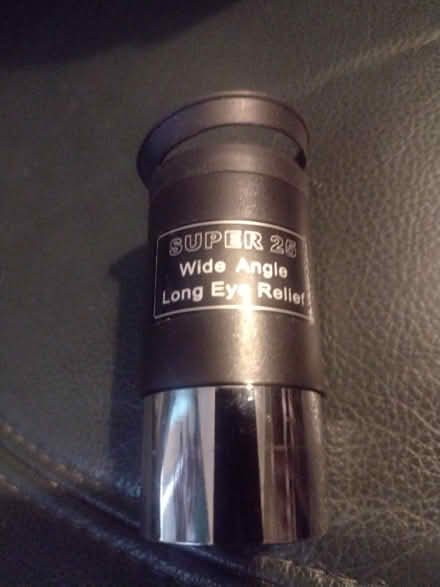 SUPER 25
Wide Angle
Long Eye Relief